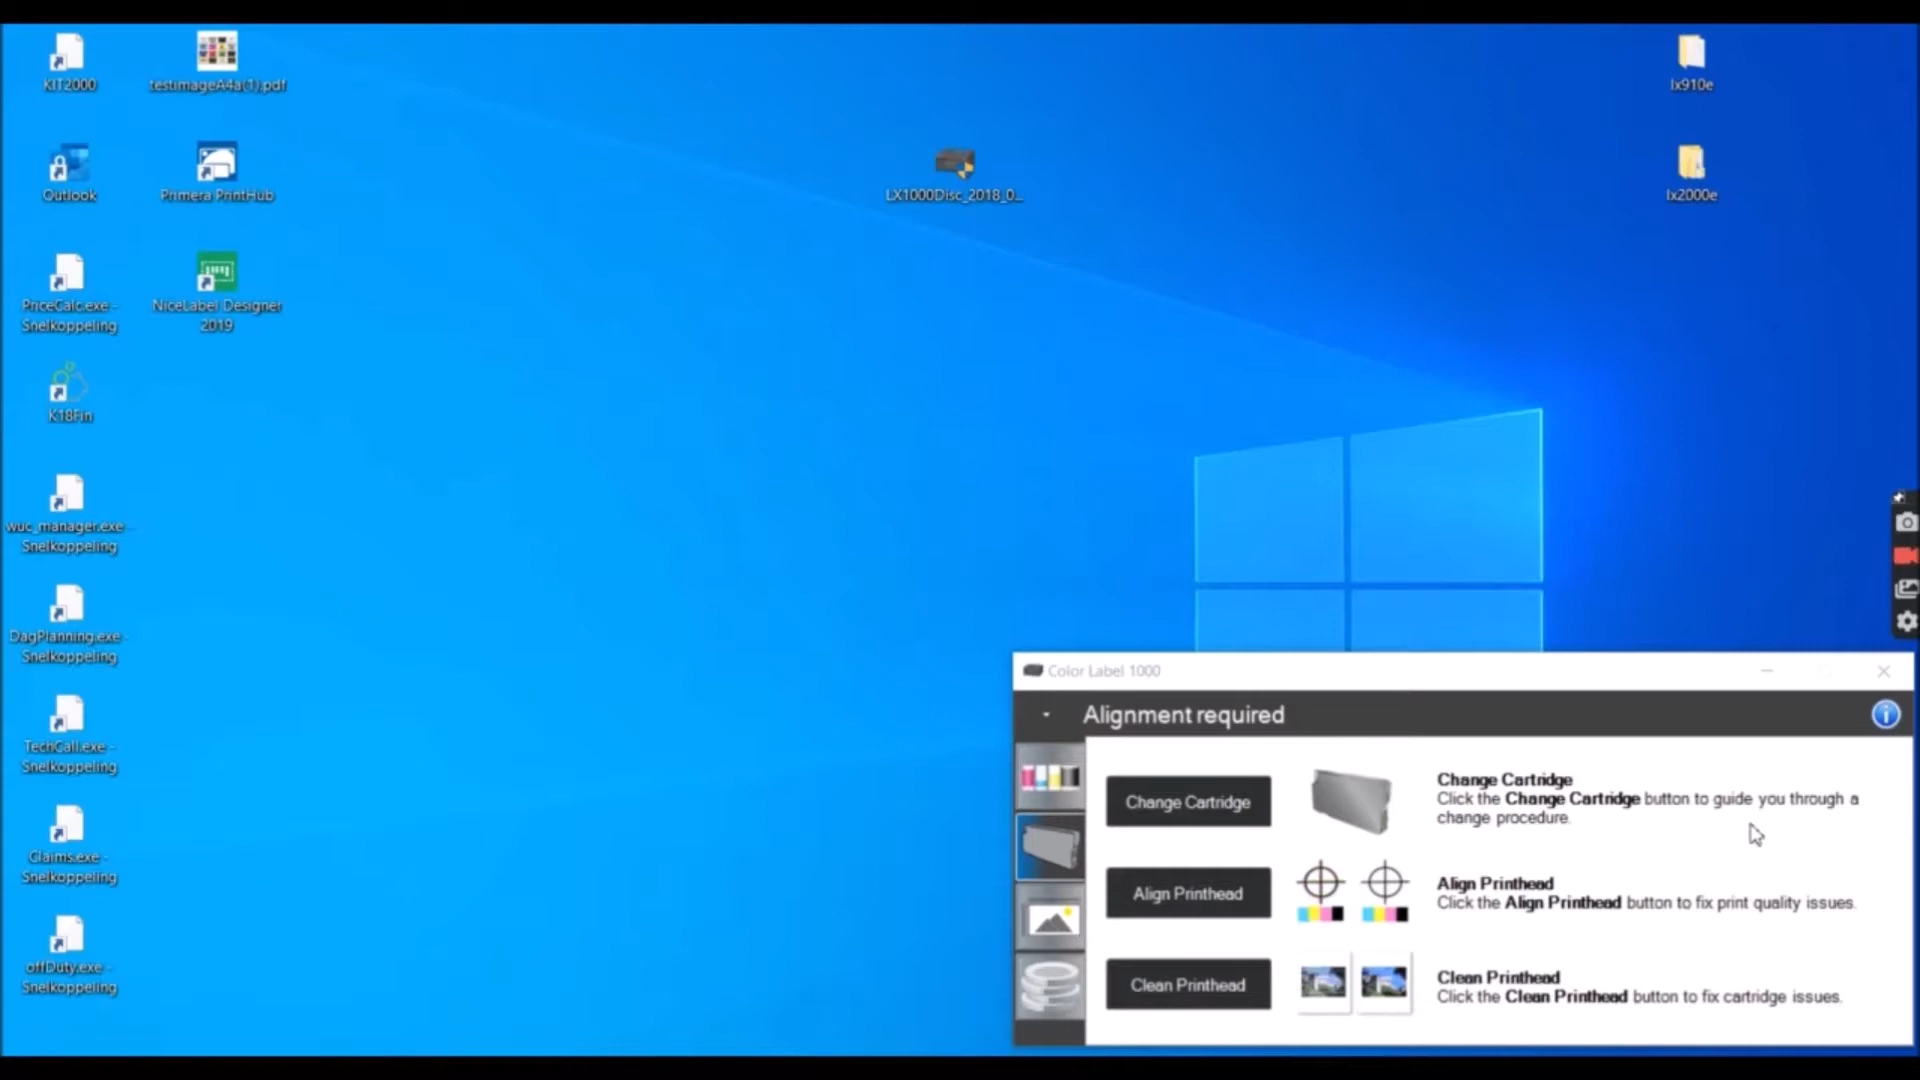 KIT2000
testimageA4a(1).pdf
lx910e
Outlook
Primera PrintHub
LX1000Disc_2018_0...
lx2000e
PriceCalc.exe -
Snelkoppeling
NiceLabel Designer
2019
K18Fin
wuc_manager.exe -
Snelkoppeling
DagPlanning.exe -
Snelkoppeling
TechCall.exe -
Snelkoppeling
Claims.exe -
Snelkoppeling
offDuty.exe -
Snelkoppeling
Color Label 1000
Alignment required
Change Cartridge
Change Cartridge
Click the Change Cartridge button to guide you through a
change procedure.
Align Printhead
Align Printhead
Click the Align Printhead button to fix print quality issues.
Clean Printhead
Clean Printhead
Click the Clean Printhead button to fix cartridge issues.